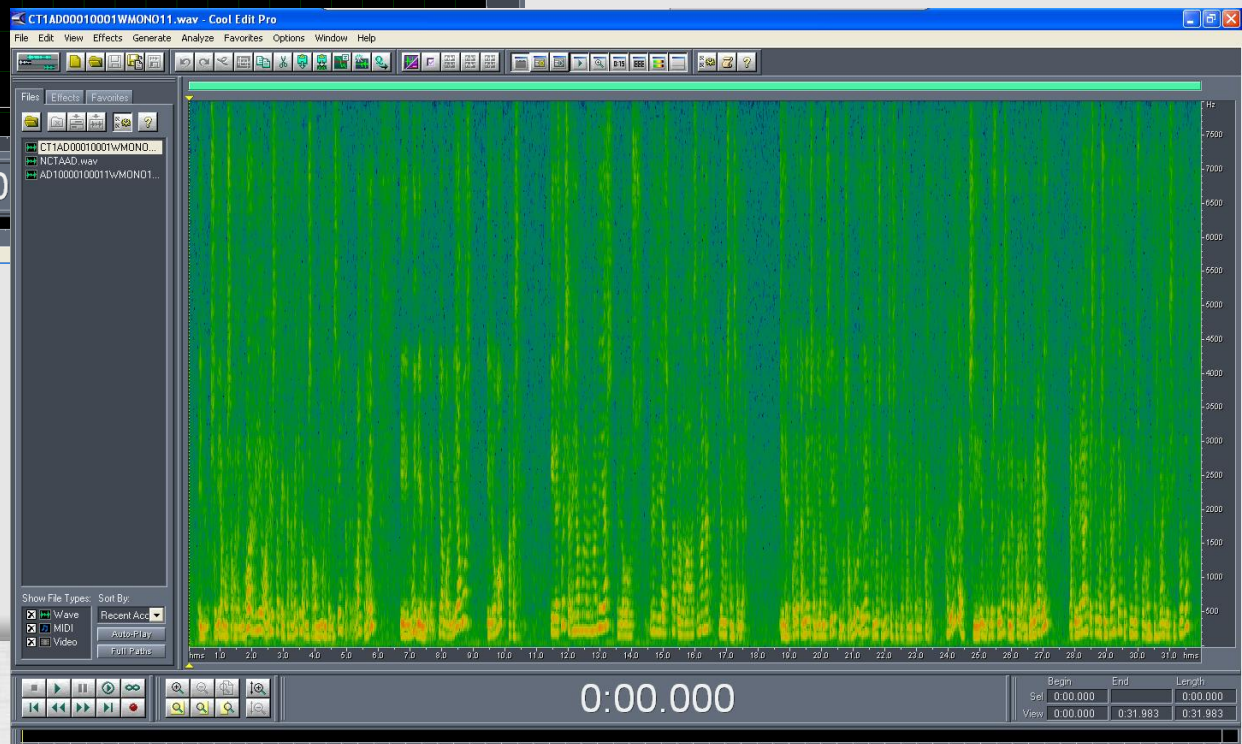 CT1AD00010001WMONO11.wav - Cool Edit Pro
File Edit View Effects Generate Analyze Favorites Options Window Help
Files Effects Favorites
CT1AD00010001WMONO...
NCTAAD.wav
AD10000100011WMONO1...
Hz
7500
7000
6500
6000
5500
5000
4500
4000
3500
3000
2500
2000
1500
1000
500
hms 1.0 2.0 3.0 4.0 5.0 6.0 7.0 8.0 9.0 10.0 11.0 12.0 13.0 14.0 15.0 16.0 17.0 18.0 19.0 20.0 21.0 22.0 23.0 24.0 25.0 26.0 27.0 28.0 29.0 30.0 31.0 hms
Show File Types: Sort By:
Wave Recent Acc
MIDI Auto-Play
Video Full Paths
0:00.000
Begin End Length
Sel 0:00.000 0:00.000
View 0:00.000 0:31.983 0:31.983